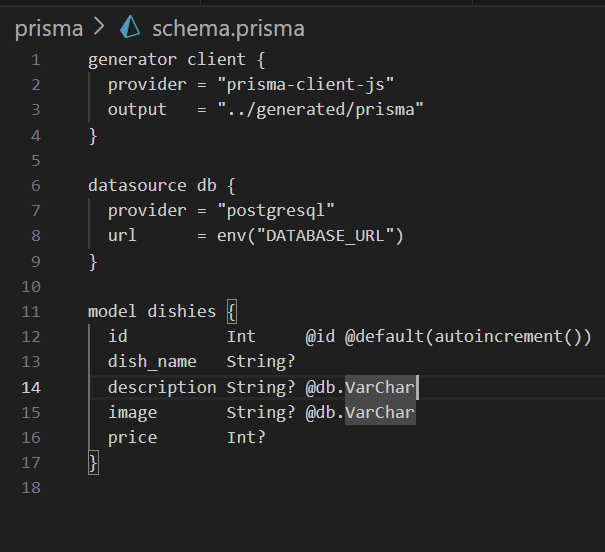 prisma > schema.prisma
1 generator client {
2 provider = "prisma-client-js"
3 output   = "../generated/prisma"
4 }
5
6 datasource db {
7 provider = "postgresql"
8 url      = env("DATABASE_URL")
9 }
10
11 model dishies {
12 id          Int     @id @default(autoincrement())
13 dish_name   String?
14 description String? @db.VarChar
15 image       String? @db.VarChar
16 price       Int?
17 }
18